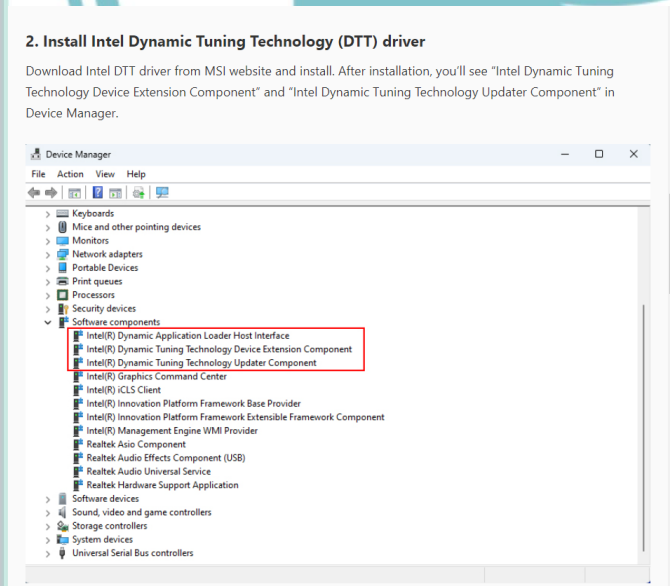 2. Install Intel Dynamic Tuning Technology (DTT) driver
Download Intel DTT driver from MSI website and install. After installation, you'll see “Intel Dynamic Tuning
Technology Device Extension Component” and “Intel Dynamic Tuning Technology Updater Component” in
Device Manager.
Device Manager
File Action View Help
Keyboards
Mice and other pointing devices
Monitors
Network adapters
Portable Devices
Print queues
Processors
Security devices
Software components
Intel(R) Dynamic Application Loader Host Interface
Intel(R) Dynamic Tuning Technology Device Extension Component
Intel(R) Dynamic Tuning Technology Updater Component
Intel(R) Graphics Command Center
Intel(R) iCLS Client
Intel(R) Innovation Platform Framework Base Provider
Intel(R) Innovation Platform Framework Extensible Framework Component
Intel(R) Management Engine WMI Provider
Realtek Asio Component
Realtek Audio Effects Component (USB)
Realtek Audio Universal Service
Realtek Hardware Support Application
Software devices
Sound, video and game controllers
Storage controllers
System devices
Universal Serial Bus controllers